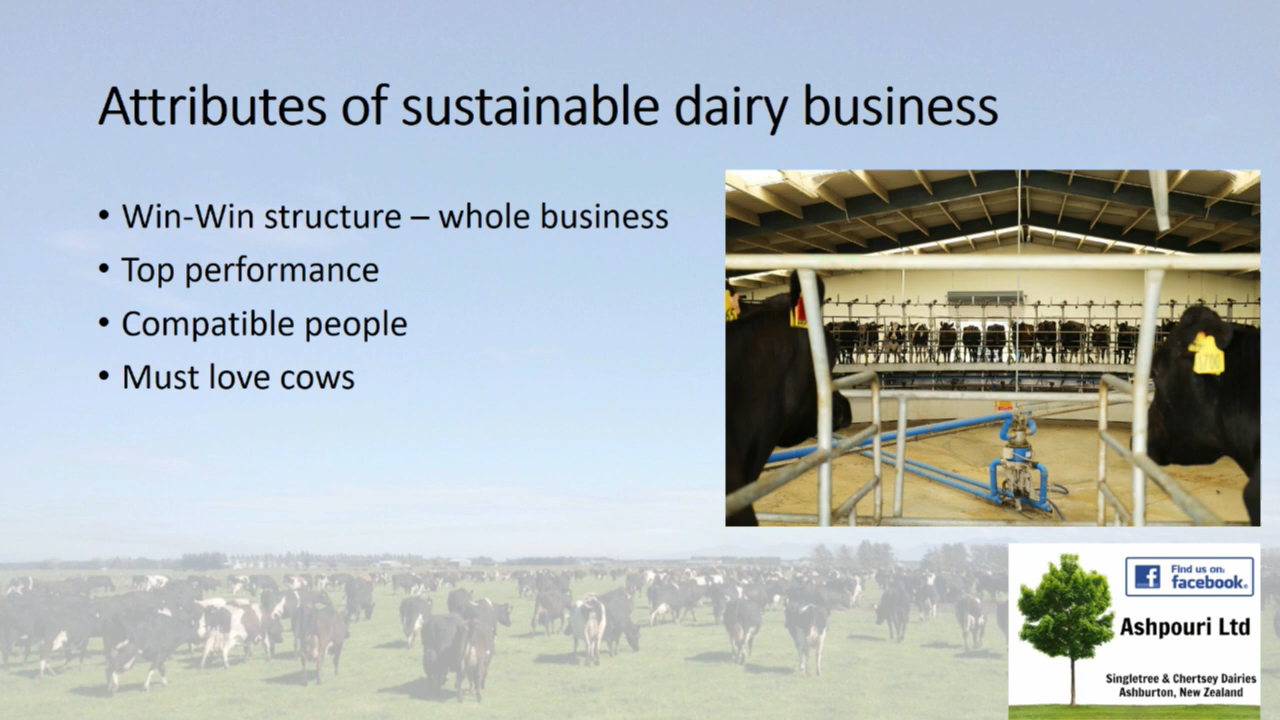 Attributes of sustainable dairy business
• Win-Win structure – whole business
• Top performance
• Compatible people
• Must love cows
Find us on:
facebook®
Ashpouri Ltd
Singletree & Chertsey Dairies
Ashburton, New Zealand